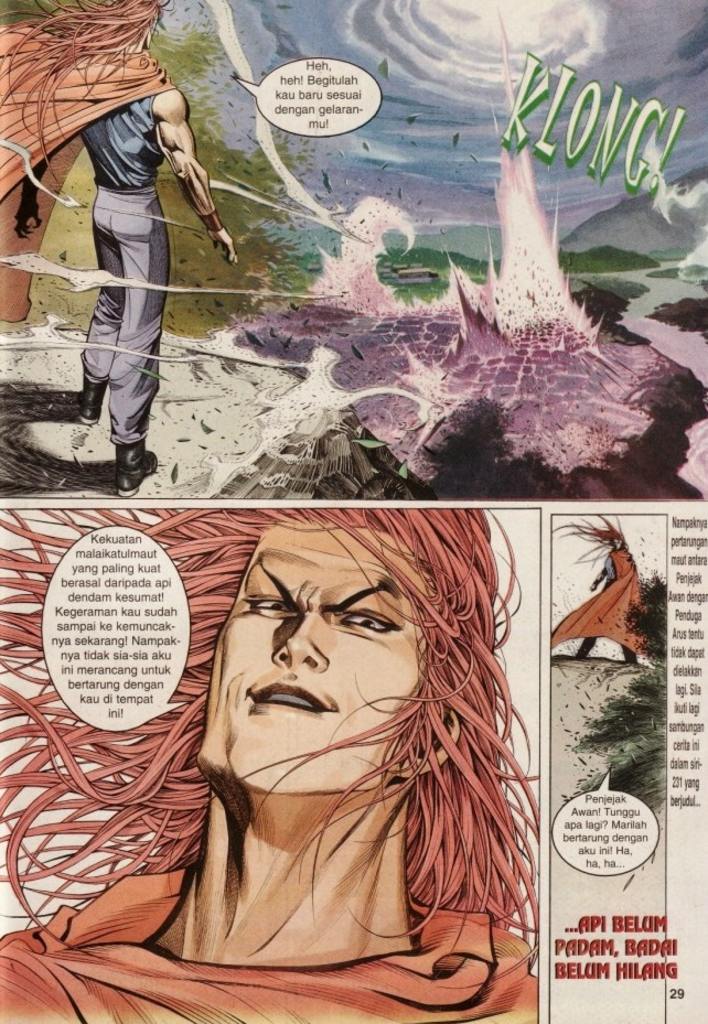 Heh,
heh! Begitulah
kau baru sesuai
dengan gelaran-
mu!
KLONG!
Kekuatan
malaikatulmaut
yang paling kuat
berasal daripada api
dendam kesumat!
Kegeraman kau sudah
sampai ke kemuncak-
nya sekarang! Nampak-
nya tidak sia-sia aku
ini merancang untuk
bertarung dengan
kau di tempat
ini!
Nampaknya
pertarungan
maut antara
Penjejak
Awan dengan
Penduga
Arus tentu
tidak dapat
dielakkan
lagi. Sila
ikuti lagi
sambungan
cerita ini
dalam siri-
231 yang
berjudul...
Penjejak
Awan! Tunggu
apa lagi? Marilah
bertarung dengan
aku ini! Ha,
ha, ha...
...API BELUM
PADAM, BADAI
BELUM HILANG
29